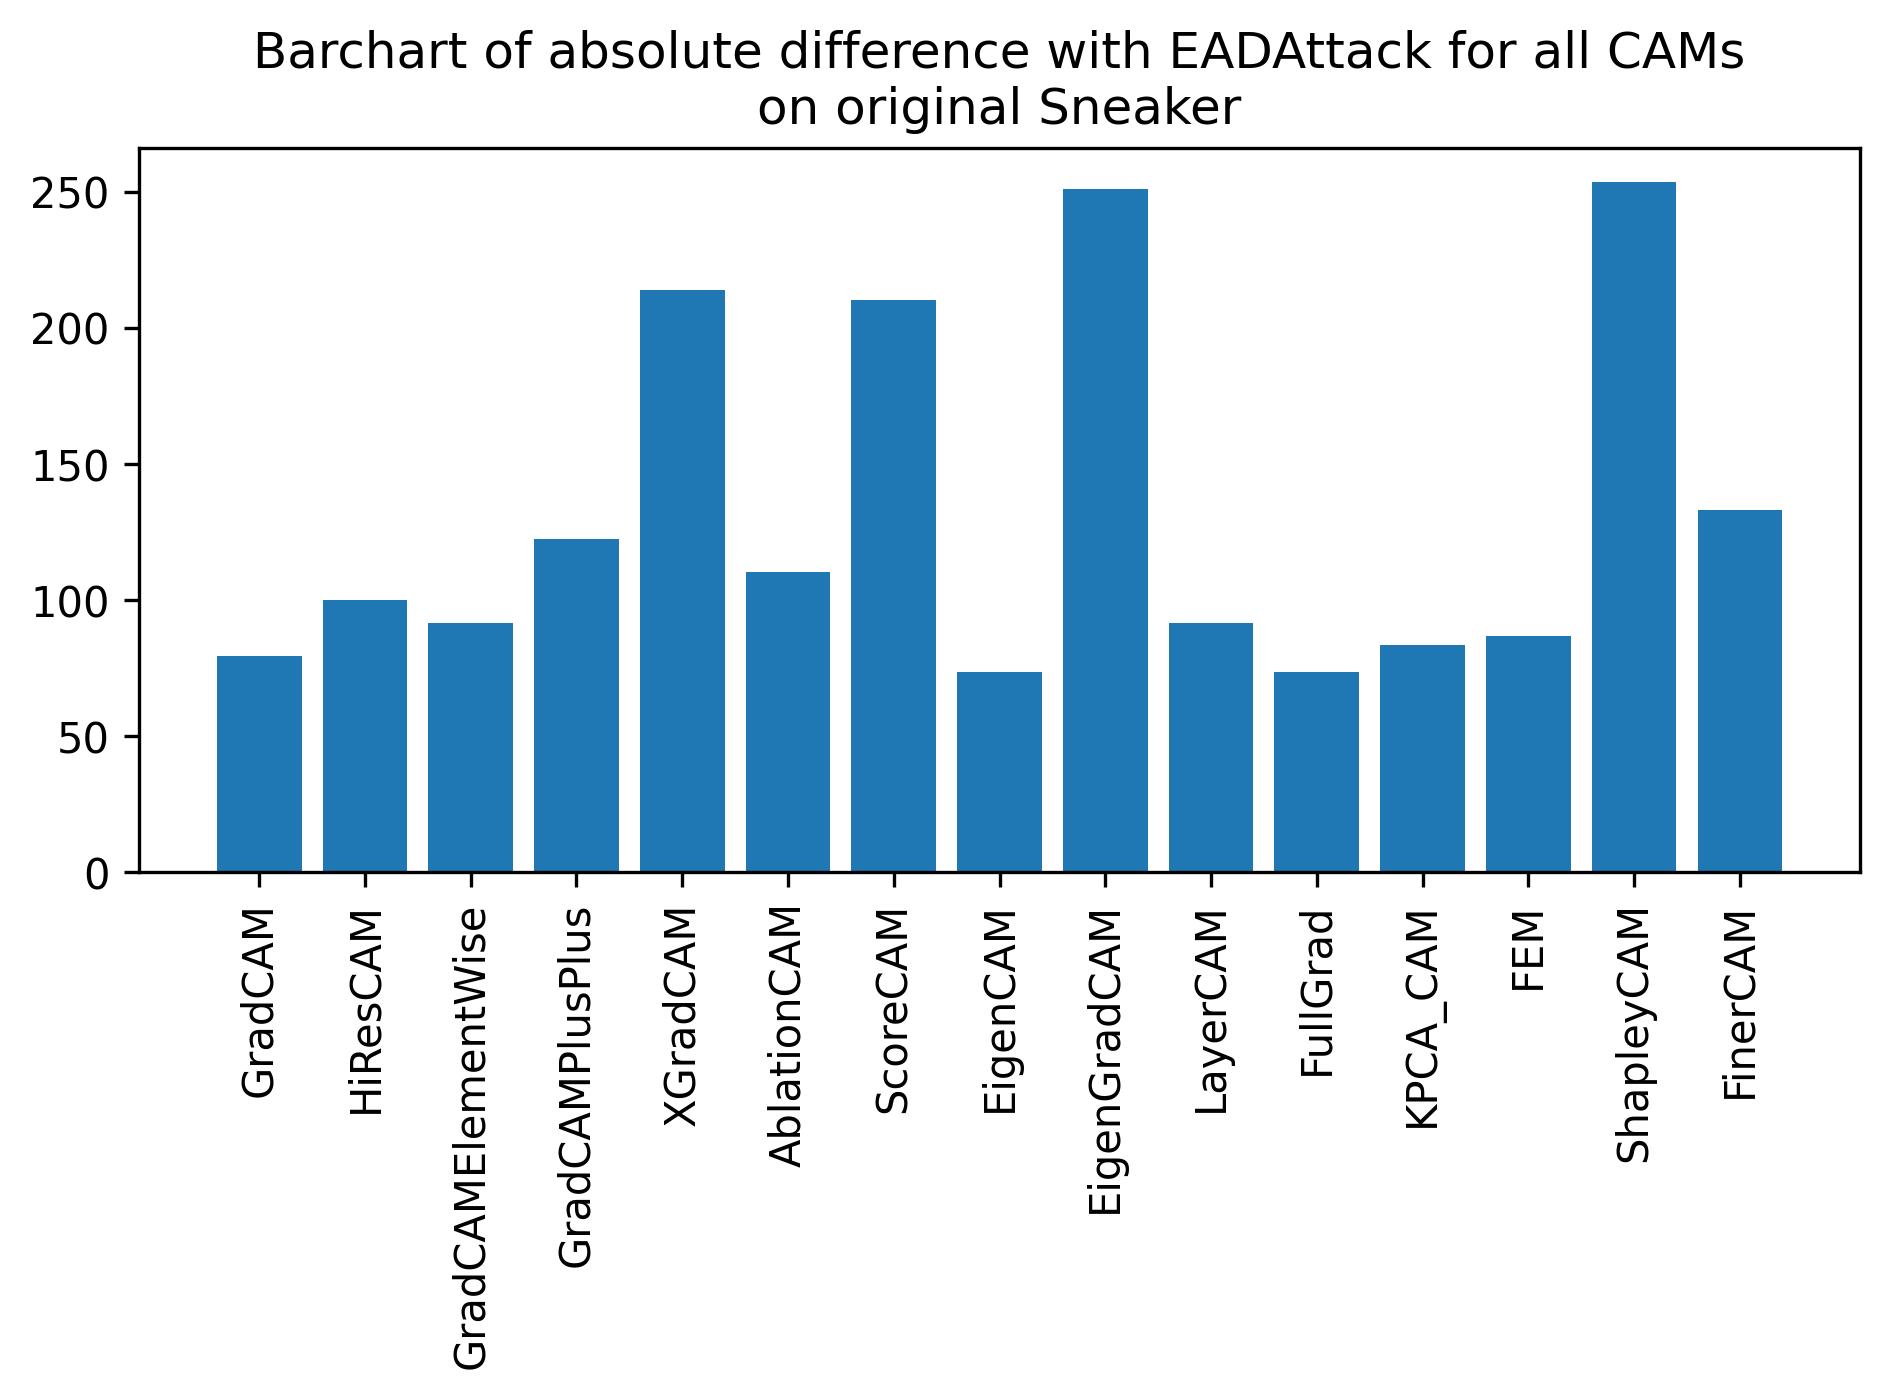 Barchart of absolute difference with EADAttack for all CAMs
on original Sneaker
250
200
150
100
50
0
GradCAM
HiResCAM
GradCAMElementWise
GradCAMPlusPlus
XGradCAM
AblationCAM
ScoreCAM
EigenCAM
EigenGradCAM
LayerCAM
FullGrad
KPCA_CAM
FEM
ShapleyCAM
FinerCAM